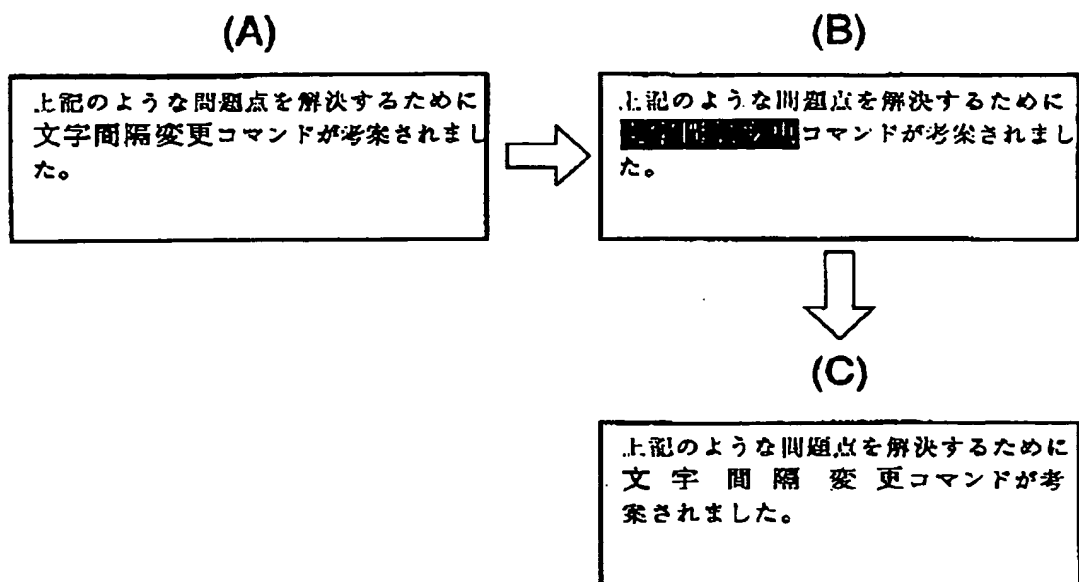 (A)
上記のような問題点を解決するために
文字間隔変更コマンドが考案されまし
た。
(B)
上記のような問題点を解決するために
コマンドが考案されまし
た。
(C)
上記のような問題点を解決するために
文 字 間 隔 変 更コマンドが考
案されました。